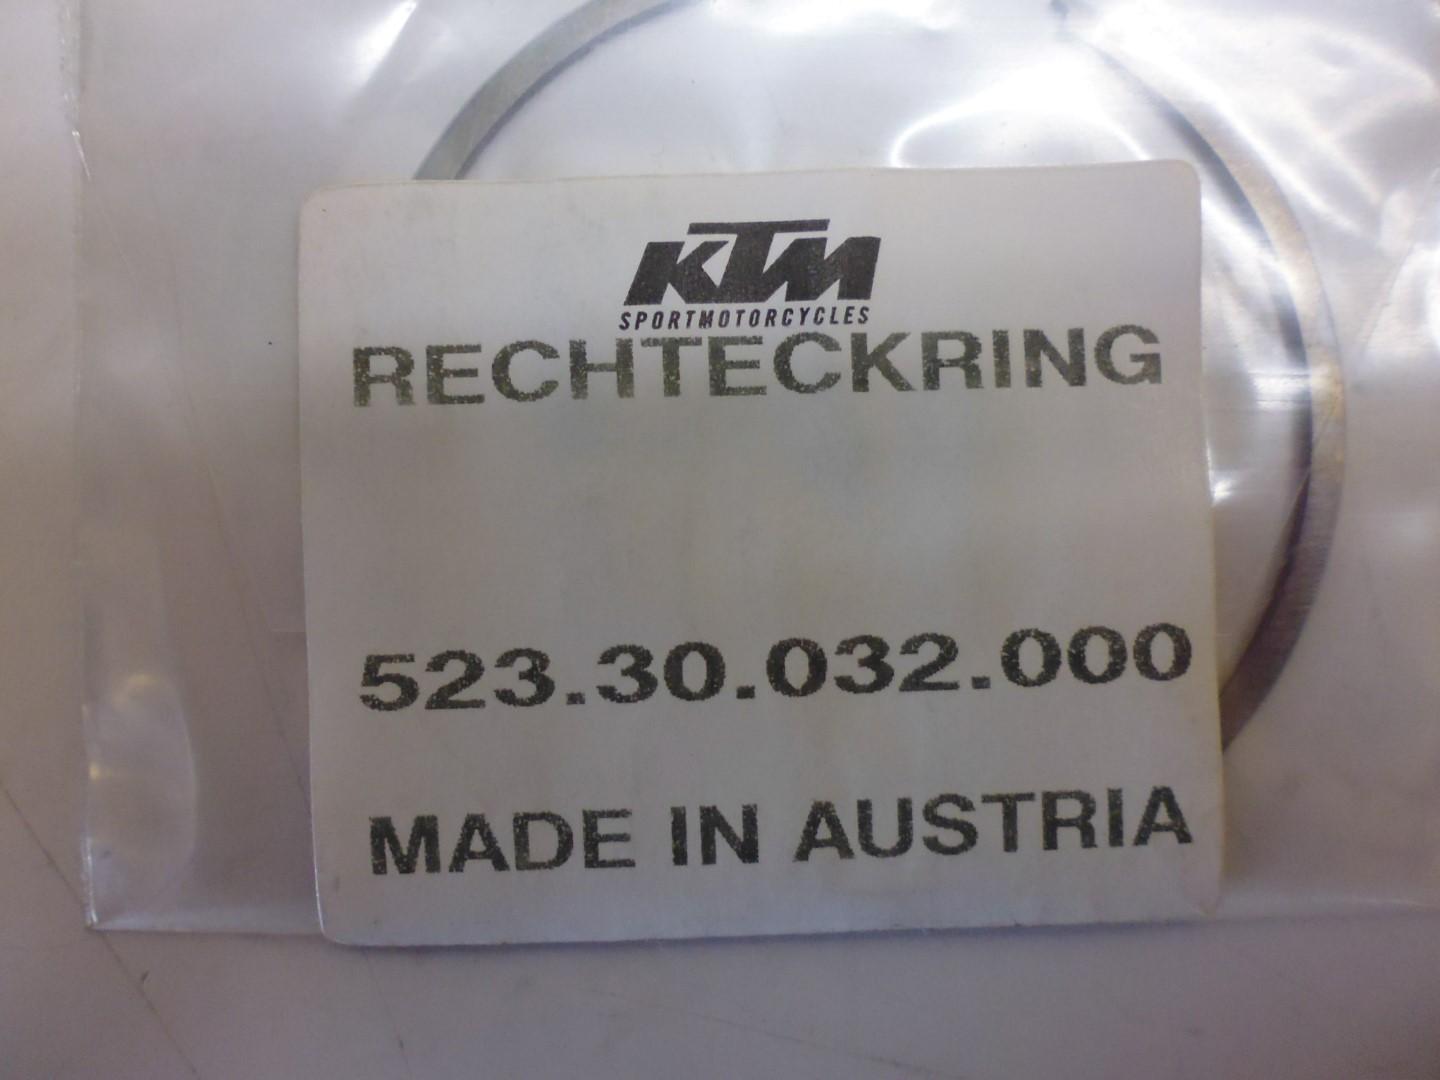 KTM
SPORTMOTORCYCLES
RECHTECKRING
523.30.032.000
MADE IN AUSTRIA